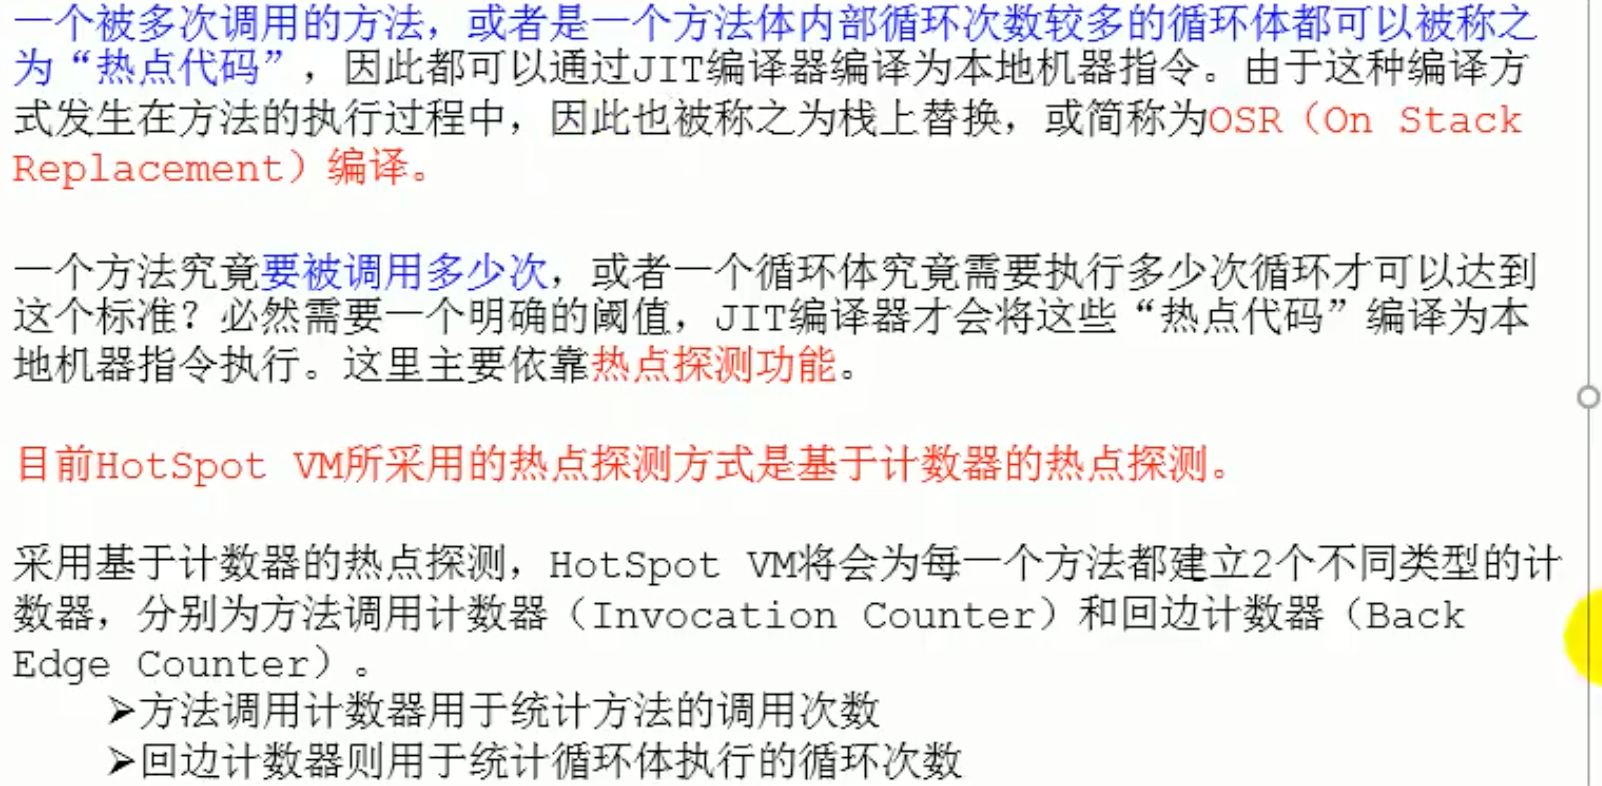 一个被多次调用的方法，或者是一个方法体内部循环次数较多的循环体都可以被称之
为“热点代码”，因此都可以通过JIT编译器编译为本地机器指令。由于这种编译方
式发生在方法的执行过程中，因此也被称之为栈上替换，或简称为OSR（On Stack
Replacement）编译。
一个方法究竟要被调用多少次，或者一个循环体究竟需要执行多少次循环才可以达到
这个标准？必然需要一个明确的阈值，JIT编译器才会将这些“热点代码”编译为本
地机器指令执行。这里主要依靠热点探测功能。
目前HotSpot VM所采用的热点探测方式是基于计数器的热点探测。
采用基于计数器的热点探测，HotSpot VM将会为每一个方法都建立2个不同类型的计
数器，分别为方法调用计数器（Invocation Counter）和回边计数器（Back
Edge Counter）。
➢方法调用计数器用于统计方法的调用次数
➢回边计数器则用于统计循环体执行的循环次数